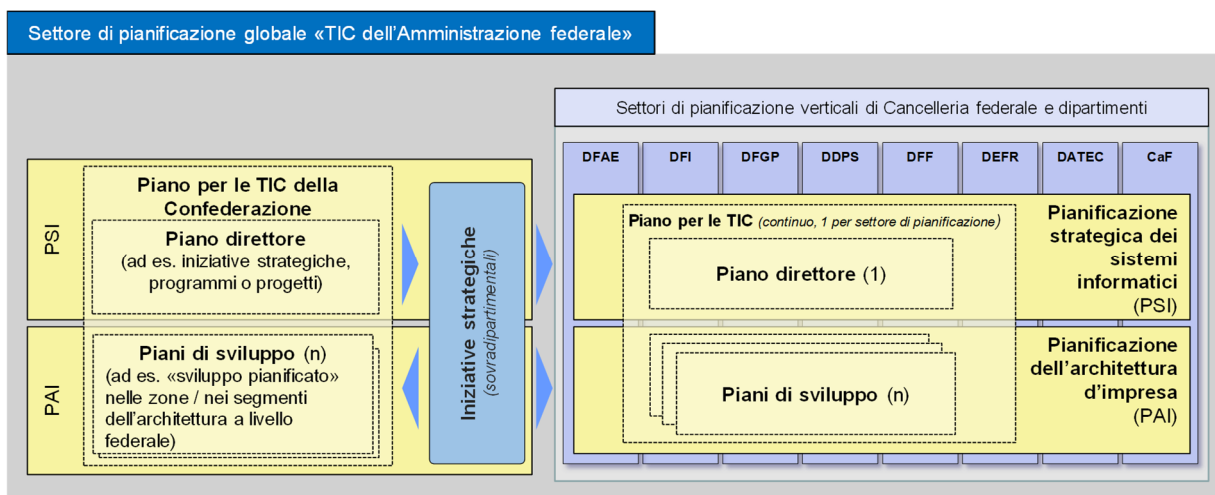 Settore di pianificazione globale «TIC dell'Amministrazione federale»
Settori di pianificazione verticali di Cancelleria federale e dipartimenti
DFAE DFI DFGP DDPS DFF DEFR DATEC CaF
PSI
Piano per le TIC della
Confederazione
Piano direttore
(ad es. iniziative strategiche,
programmi o progetti)
PAI
Piani di sviluppo (n)
(ad es. «sviluppo pianificato»
nelle zone / nei segmenti
dell'architettura a livello
federale)
Iniziative strategiche
(sovradipartimentali)
Piano per le TIC (continuo, 1 per settore di pianificazione)
Piano direttore (1)
Pianificazione
strategica dei
sistemi
informatici
(PSI)
Piani di sviluppo (n)
Pianificazione
dell'architettura
d'impresa
(PAI)